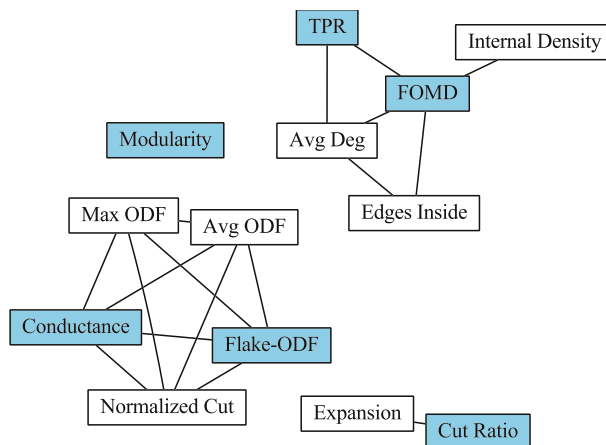 TPR
Internal Density
FOMD
Modularity
Avg Deg
Edges Inside
Max ODF
Avg ODF
Conductance
Flake-ODF
Normalized Cut
Expansion
Cut Ratio